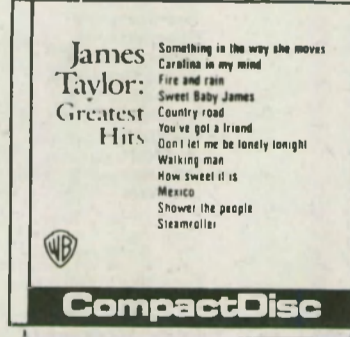 James
Taylor:
Greatest
Hits
Something in the way she moves
Carolina in my mind
Fire and rain
Sweet Baby James
Country road
You've got a friend
Don't let me be lonely tonight
Walking man
How sweet it is
Mexico
Shower the people
Steamroller
WB
CompactDisc